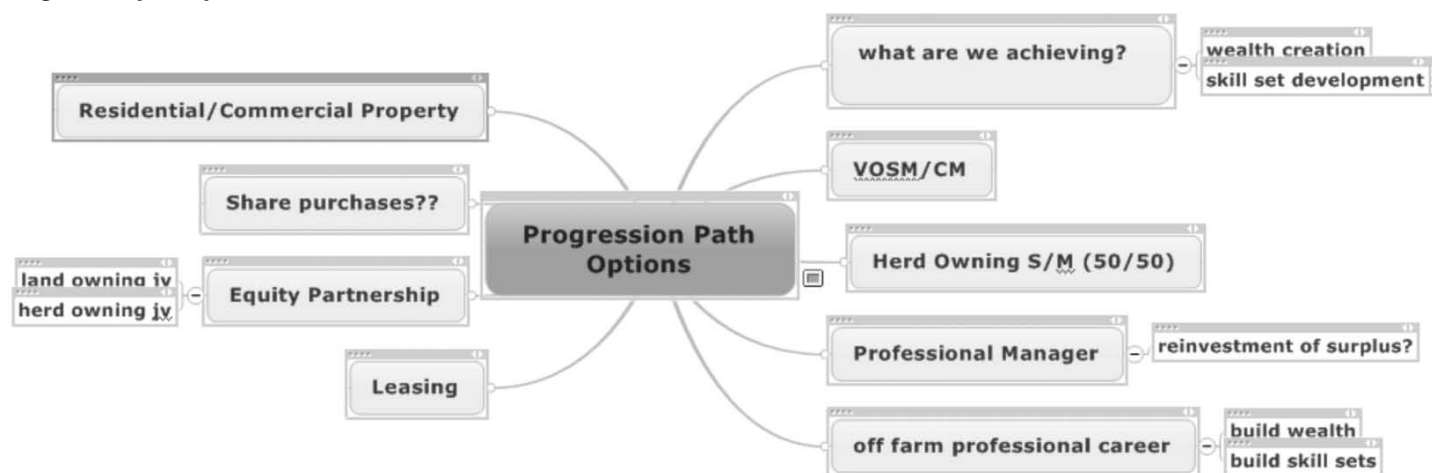 what are we achieving?
wealth creation
skill set development
Residential/Commercial Property
VOSM/CM
Share purchases??
Progression Path
Options
Herd Owning S/M (50/50)
land owning jv
herd owning jv
Equity Partnership
Professional Manager
reinvestment of surplus?
Leasing
off farm professional career
build wealth
build skill sets